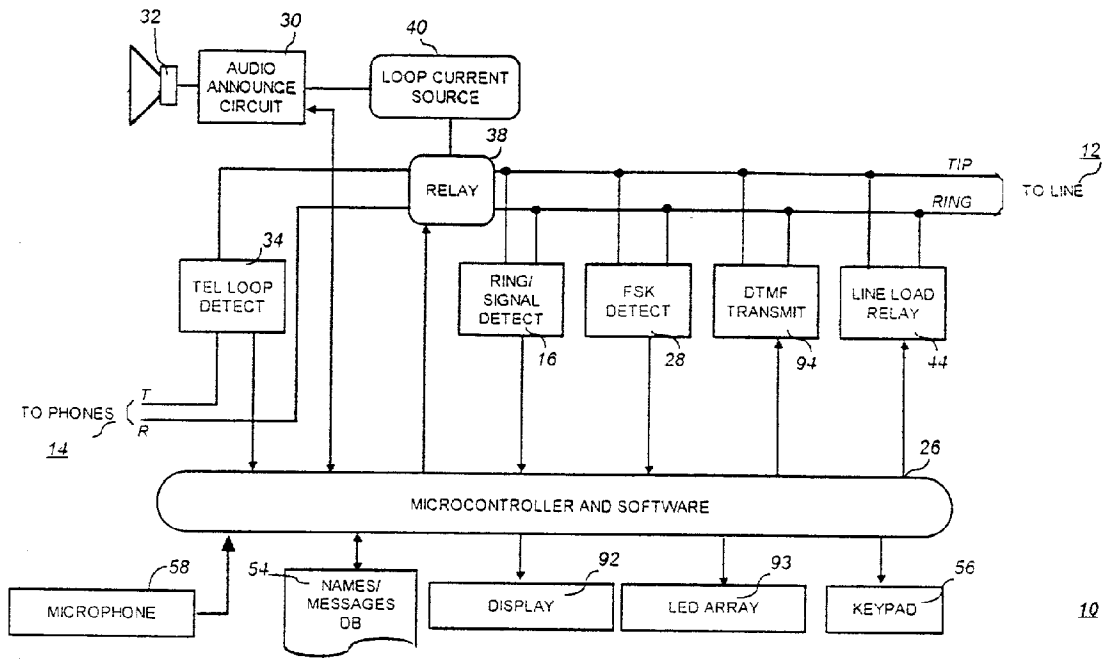 32
30
40
AUDIO
ANNOUNCE
CIRCUIT
LOOP CURRENT
SOURCE
38
RELAY
TIP
RING
12
TO LINE
34
TEL LOOP
DETECT
RING/
SIGNAL
DETECT
16
FSK
DETECT
28
DTMF
TRANSMIT
94
LINE LOAD
RELAY
44
TO PHONES
T
R
14
26
MICROCONTROLLER AND SOFTWARE
58
MICROPHONE
54
NAMES/
MESSAGES
DB
92
DISPLAY
93
LED ARRAY
56
KEYPAD
10